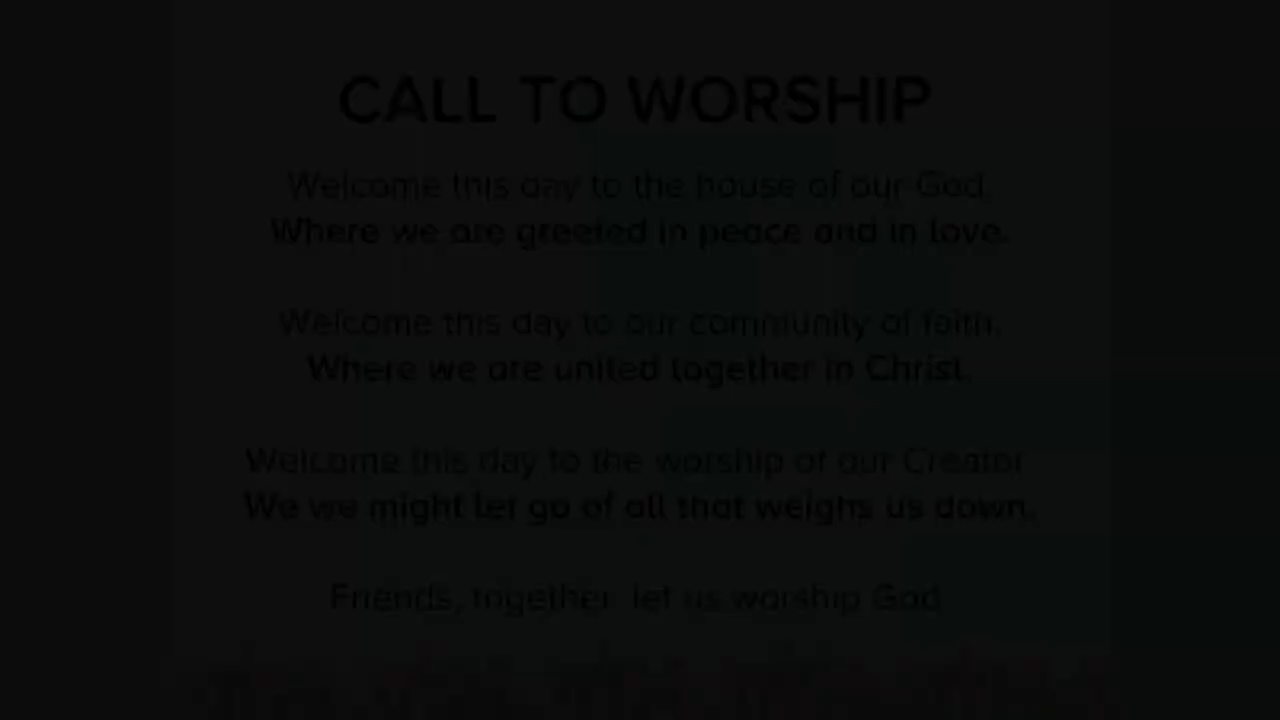 CALL TO WORSHIP
Welcome this day to the house of our God.
Where we are greeted in peace and in love.
Welcome this day to our community of faith.
Where we are united together in Christ.
Welcome this day to the worship of our Creator
We we might let go of all that weighs us down.
Friends, together, let us worship God